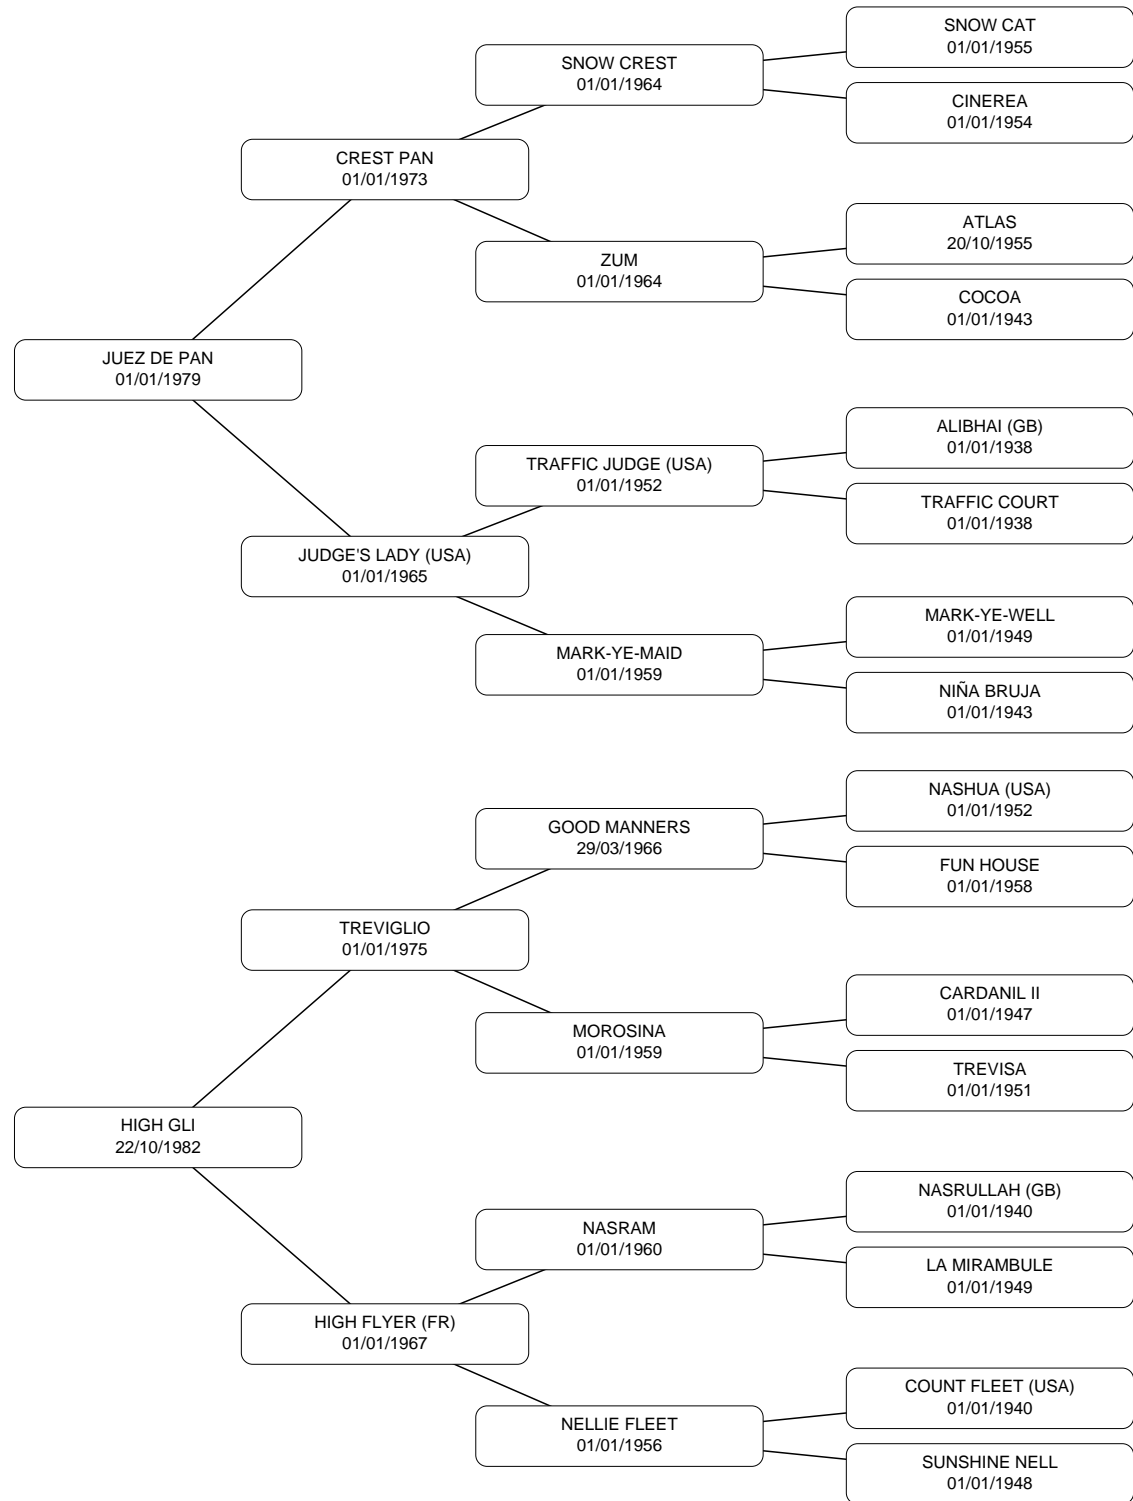 SNOW CAT
01/01/1955
SNOW CREST
01/01/1964
CINEREA
01/01/1954
CREST PAN
01/01/1973
ATLAS
20/10/1955
ZUM
01/01/1964
COCOA
01/01/1943
JUEZ DE PAN
01/01/1979
ALIBHAI (GB)
01/01/1938
TRAFFIC JUDGE (USA)
01/01/1952
TRAFFIC COURT
01/01/1938
JUDGE'S LADY (USA)
01/01/1965
MARK-YE-WELL
01/01/1949
MARK-YE-MAID
01/01/1959
NIÑA BRUJA
01/01/1943
NASHUA (USA)
01/01/1952
GOOD MANNERS
29/03/1966
FUN HOUSE
01/01/1958
TREVIGLIO
01/01/1975
CARDANIL II
01/01/1947
MOROSINA
01/01/1959
TREVISA
01/01/1951
HIGH GLI
22/10/1982
NASRULLAH (GB)
01/01/1940
NASRAM
01/01/1960
LA MIRAMBULE
01/01/1949
HIGH FLYER (FR)
01/01/1967
COUNT FLEET (USA)
01/01/1940
NELLIE FLEET
01/01/1956
SUNSHINE NELL
01/01/1948